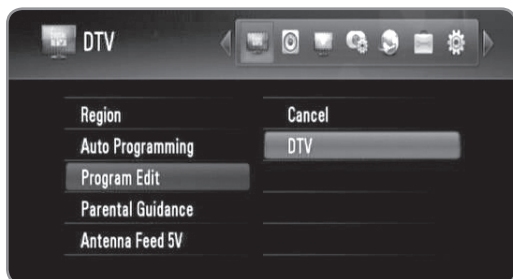 DTV
Region
Auto Programming
Program Edit
Parental Guidance
Antenna Feed 5V
Cancel
DTV